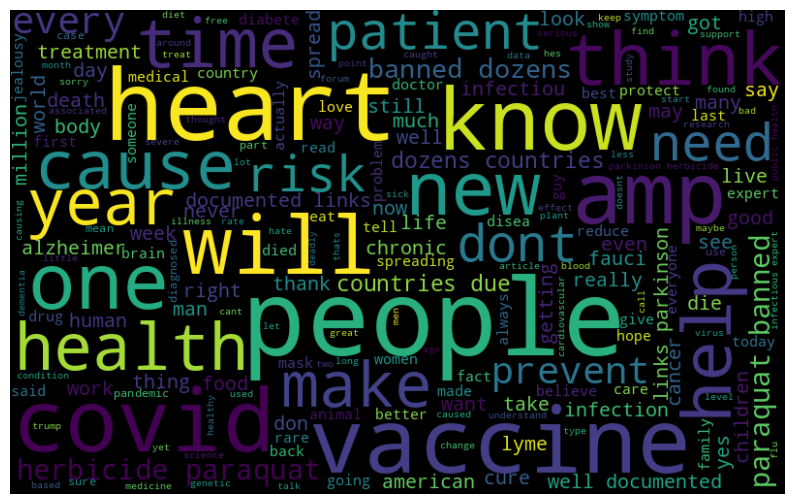 diet
free
diabete
look
symptom
high
keep
show
find
support
every
time
patient
got
case
around
treat
spread
banned dozens
serious
month
sorry
associated
treatment
medical
country
think
jealousy
world
day
forum
point
caught
data
hes
infectiou
doctor
best
protect
study
found
start
say
million
death
heart
love
still
know
may
many
last
bad
body
someone
thought
actually
way
much
well
dozens countries
less
need
research
public health
first
severe
part
read
problem
parkinson herbicide
cause
risk
new
amp
live
expert
year
documented links
now
sick
guy
doesnt
plant
effect
good
causing
mean
lot
never
eat
life
disea
reduce
maybe
alzheimer
week
illness
rate
will
tell
chronic
dont
even
see
use
brain
died
hate
deadly
thats
spreading
fauci
person
little
diagnosed
right
thank
countries due
article
blood
really
die
everyone
infectious expert
one
drug
human
man
cant
people
always
getting
cardiovascular
give
men
call
hope
virus
today
dementia
let
great
health
women
age
prevent
links parkinson
cancer
help
paraquat banned
condition
mask
two
long
fact
care
said
pandemic
work
thing
food
make
made
believe
level
trump
yet
healthy
used
don
animal
better
want
take
infection
family
children
covid
rare
back
vaccine
caused
understand
lyme
yes
flu
science
change
type
herbicide paraquat
based
sure
medicine
genetic
talk
going
american
cure
well documented